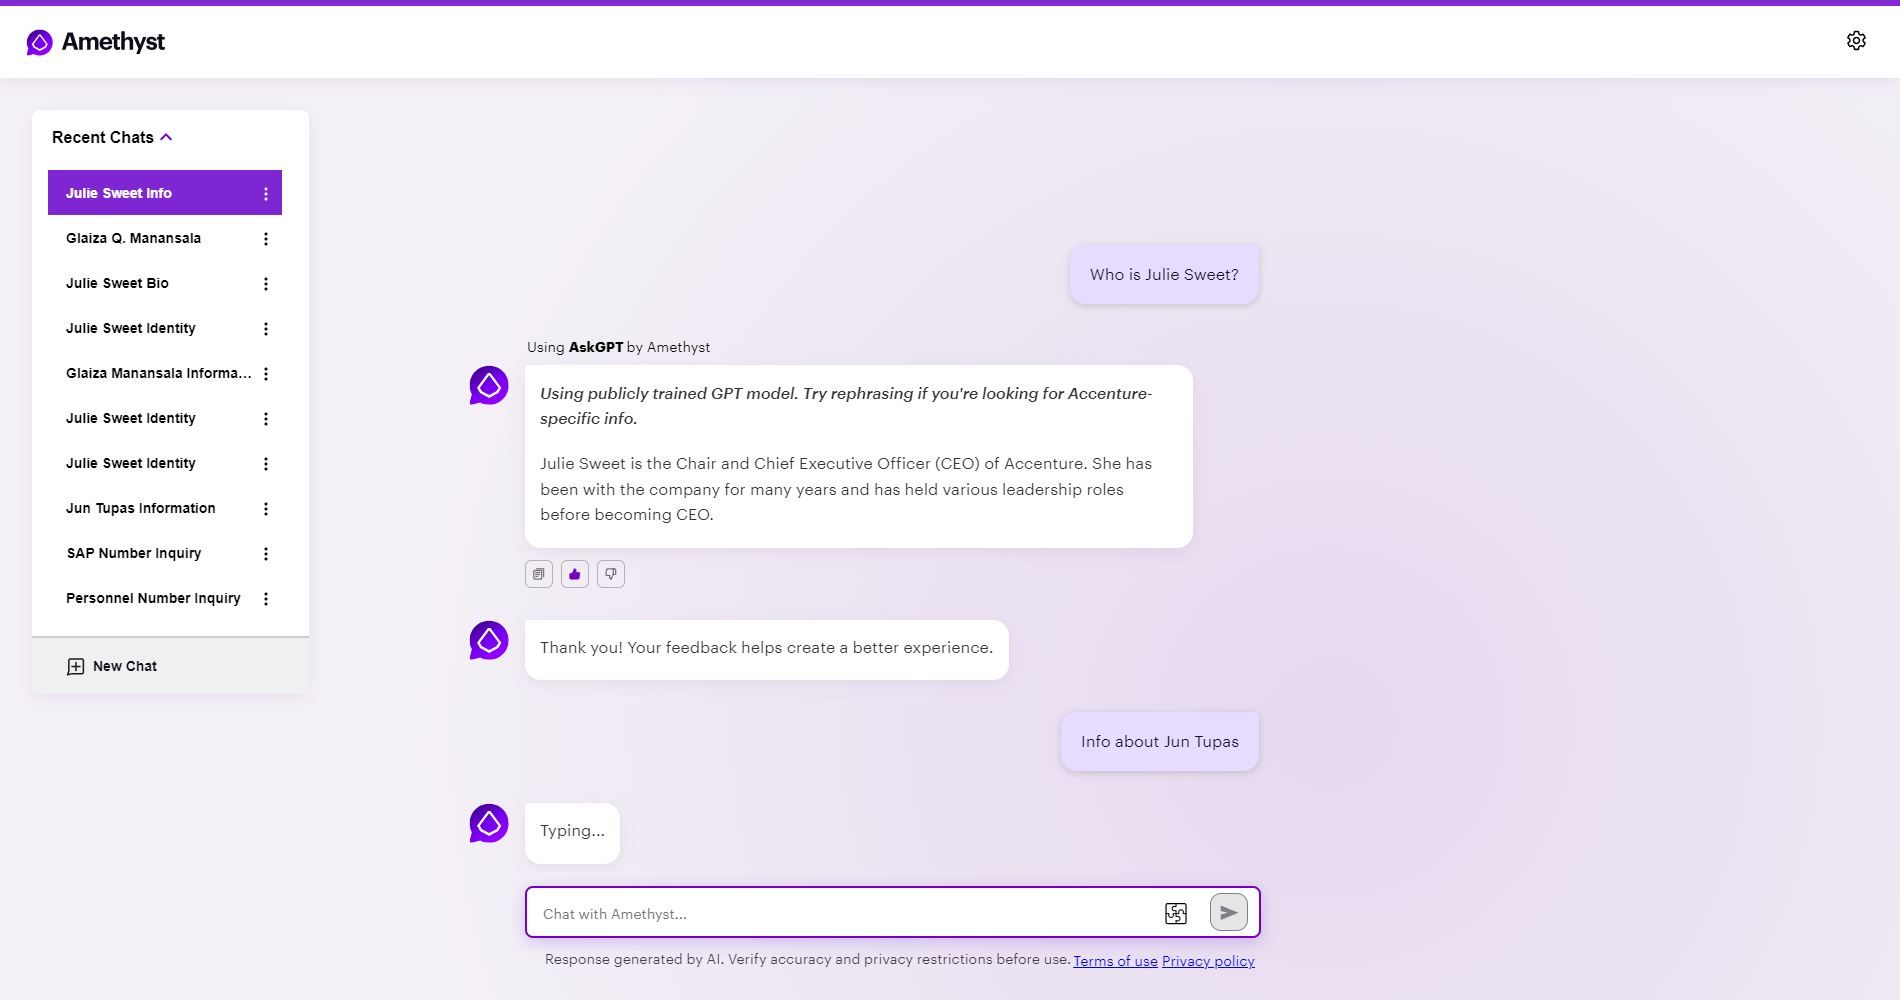 Amethyst
Recent Chats
Julie Sweet Info
Glaiza Q. Manansala
Julie Sweet Bio
Julie Sweet Identity
Glaiza Manansala Informa...
Julie Sweet Identity
Julie Sweet Identity
Jun Tupas Information
SAP Number Inquiry
Personnel Number Inquiry
New Chat
Who is Julie Sweet?
Using AskGPT by Amethyst
Using publicly trained GPT model. Try rephrasing if you're looking for Accenture-
specific info.
Julie Sweet is the Chair and Chief Executive Officer (CEO) of Accenture. She has
been with the company for many years and has held various leadership roles
before becoming CEO.
Thank you! Your feedback helps create a better experience.
Info about Jun Tupas
Typing...
Chat with Amethyst...
Response generated by AI. Verify accuracy and privacy restrictions before use. Terms of use Privacy policy